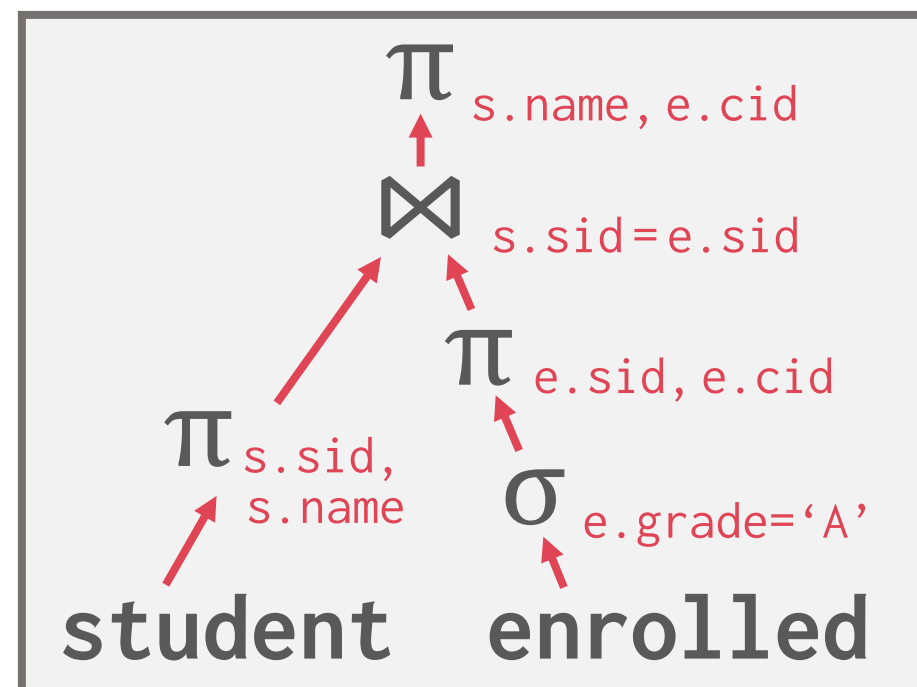 π s.name, e.cid
⋈ s.sid=e.sid
π e.sid, e.cid
π s.sid,
s.name
σ e.grade=‘A’
student enrolled